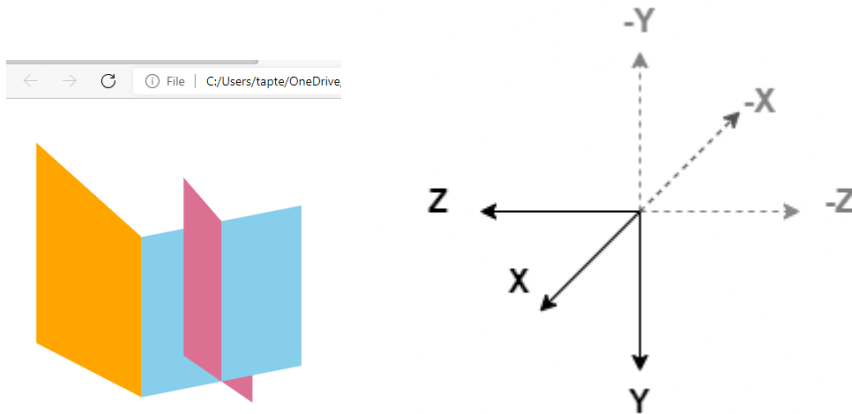 File | C:/Users/tapte/OneDrive,
-Y
-X
Z
-Z
X
Y